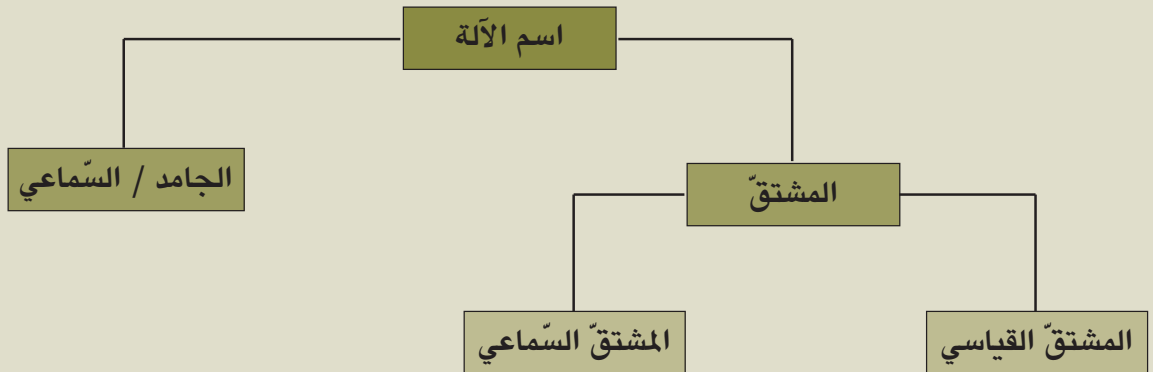 اسم الآلة
المشتقّ
الجامد / السّماعي
المشتقّ القياسي
المشتقّ السّماعي